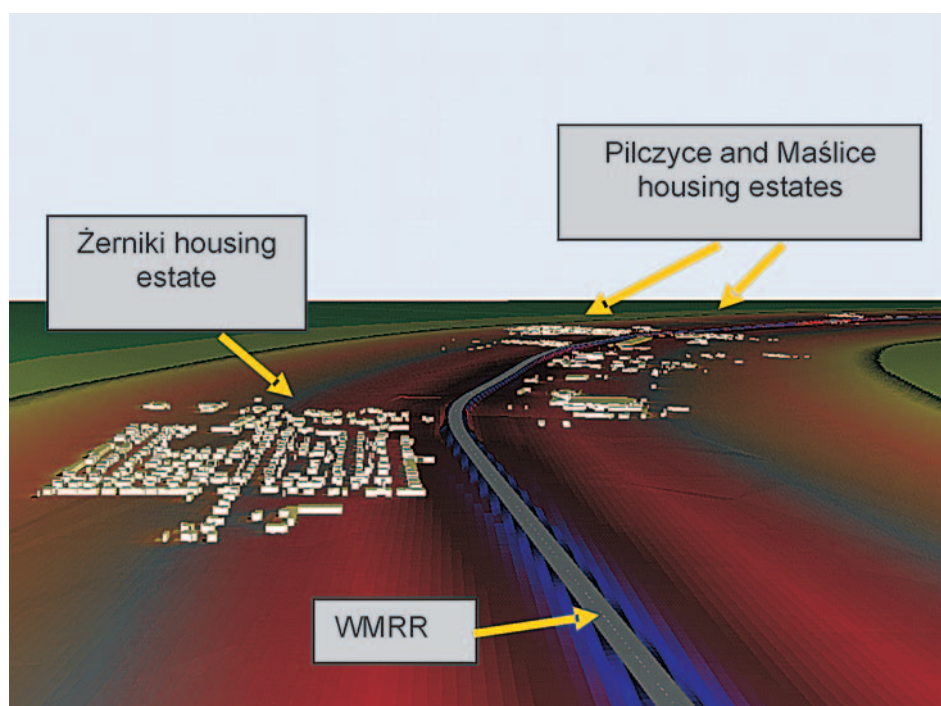 Pilczyce and Maślice
housing estates
Żerniki housing
estate
WMRR